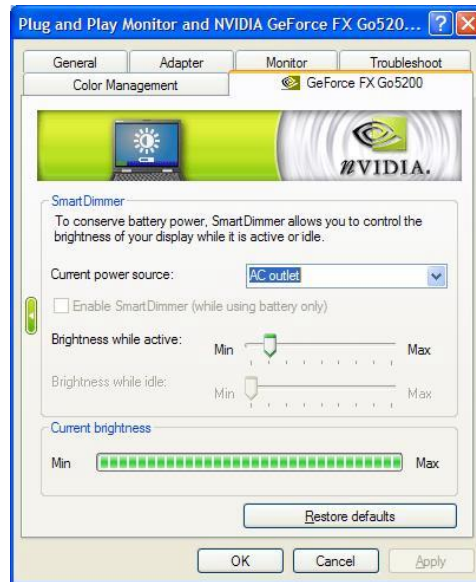 Plug and Play Monitor and NVIDIA GeForce FX Go520...
General Adapter Monitor Troubleshoot
Color Management GeForce FX Go5200
nVIDIA.
SmartDimmer
To conserve battery power, SmartDimmer allows you to control the
brightness of your display while it is active or idle.
Current power source: AC outlet
Enable SmartDimmer (while using battery only)
Brightness while active: Min Max
Brightness while idle: Min Max
Current brightness
Min Max
Restore defaults
OK Cancel Apply